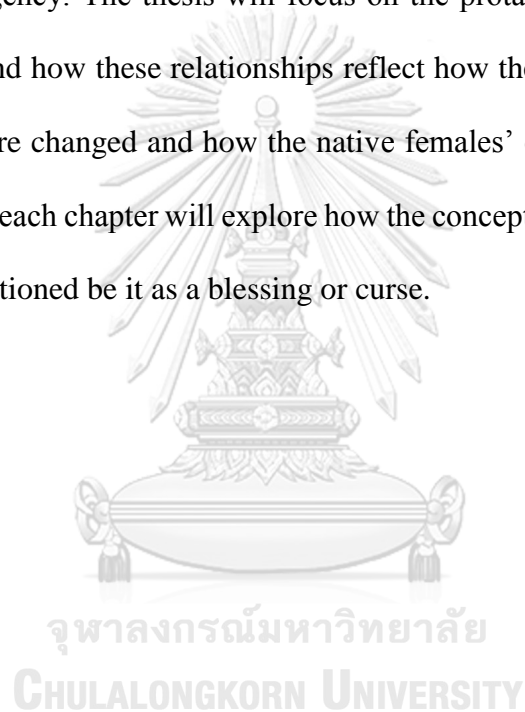 gency. The thesis will focus on the prota
nd how these relationships reflect how the
re changed and how the native females’
each chapter will explore how the concept
tioned be it as a blessing or curse.
จุฬาลงกรณ์มหาวิทยาลัย
CHULALONGKORN UNIVERSITY